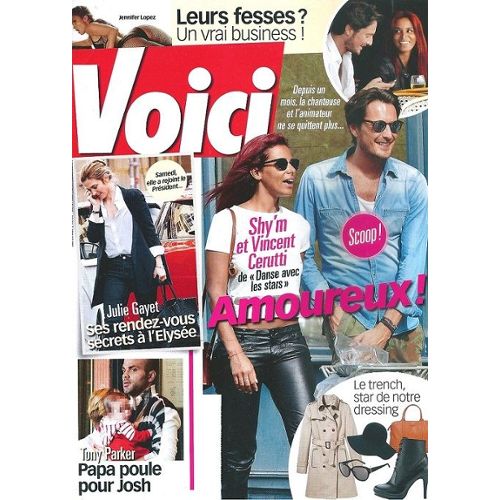 Jennifer Lopez
Leurs fesses ?
Un vrai business !
Voici
Depuis un
mois, la chanteuse
et l'animateur
ne se quittent plus...
Samedi,
elle a rejoint le
Président...
Shy'm
et Vincent
Cerutti
de « Danse avec
les stars »
Scoop !
Amoureux !
Julie Gayet
Ses rendez-vous
secrets à l'Elysée
Tony Parker
Papa poule
pour Josh
Le trench,
star de notre
dressing